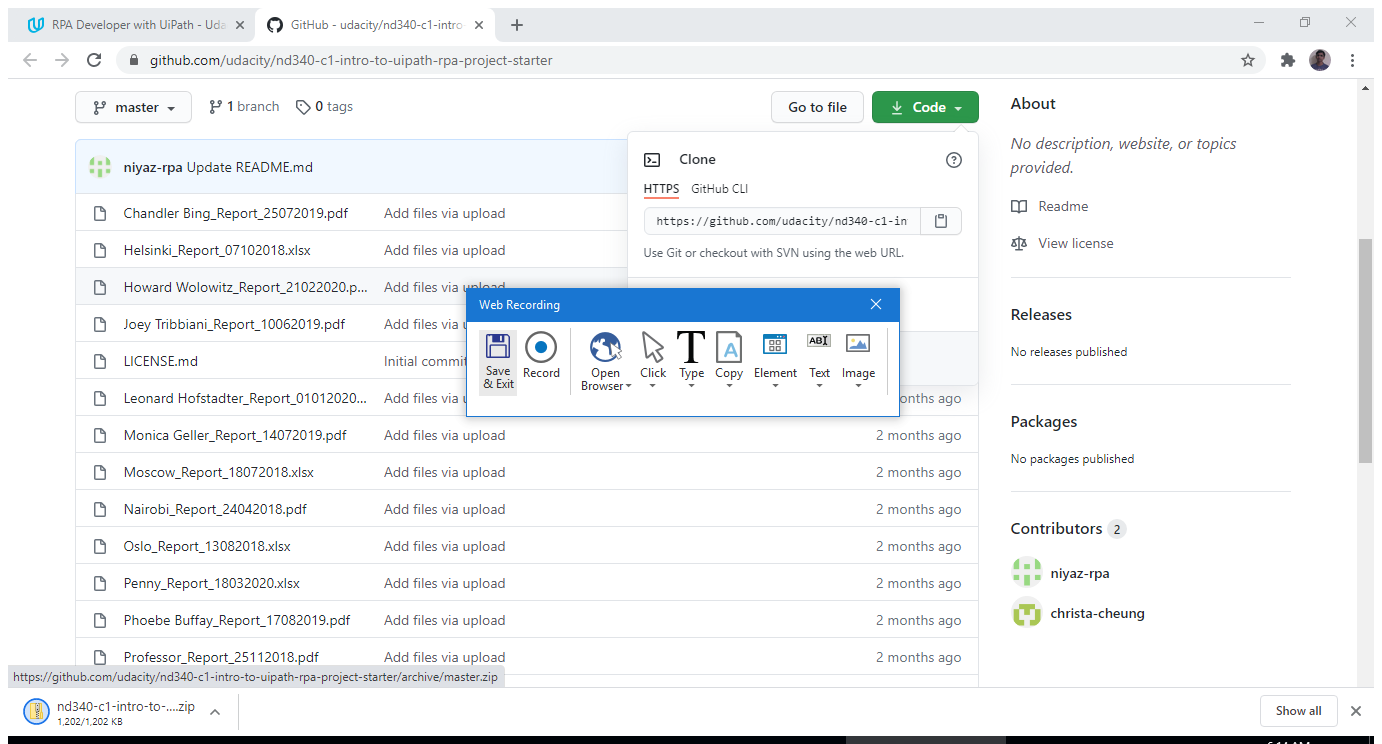 RPA Developer with UiPath - Uda
GitHub - udacity/nd340-c1-intro-
github.com/udacity/nd340-c1-intro-to-uipath-rpa-project-starter
master
1 branch
0 tags
Go to file
Code
niyaz-rpa Update README.md
Clone
HTTPS GitHub CLI
https://github.com/udacity/nd340-c1-in
Use Git or checkout with SVN using the web URL.
Chandler Bing_Report_25072019.pdf Add files via upload
Helsinki_Report_07102018.xlsx Add files via upload
Howard Wolowitz_Report_21022020.p... Add files via upload
Joey Tribbiani_Report_10062019.pdf Add files via u
LICENSE.md Initial commit
Leonard Hofstadter_Report_01012020... Add files via u onths ago
Monica Geller_Report_14072019.pdf Add files via upload 2 months ago
Moscow_Report_18072018.xlsx Add files via upload 2 months ago
Nairobi_Report_24042018.pdf Add files via upload 2 months ago
Oslo_Report_13082018.xlsx Add files via upload 2 months ago
Penny_Report_18032020.xlsx Add files via upload 2 months ago
Phoebe Buffay_Report_17082019.pdf Add files via upload 2 months ago
Professor_Report_25112018.pdf Add files via upload 2 months ago
Web Recording
Save & Exit
Record
Open Browser
Click
Type
Copy
Element
Text
Image
About
No description, website, or topics
provided.
Readme
View license
Releases
No releases published
Packages
No packages published
Contributors 2
niyaz-rpa
christa-cheung
https://github.com/udacity/nd340-c1-intro-to-uipath-rpa-project-starter/archive/master.zip
nd340-c1-intro-to-....zip
1,202/1,202 KB
Show all